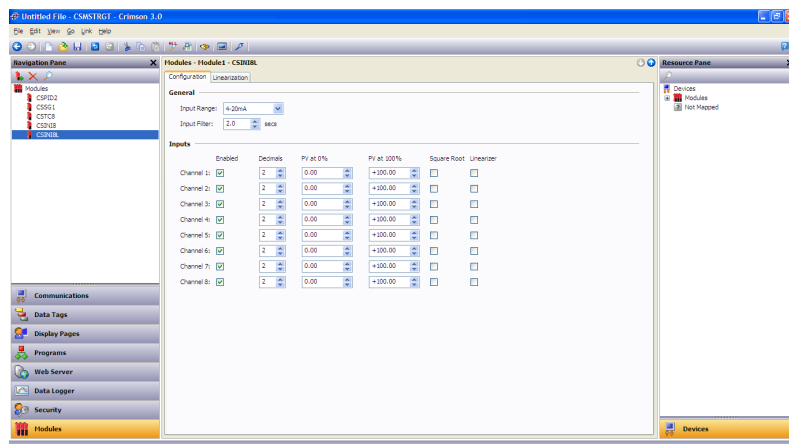 Untitled File - CSMSTRGT - Crimson 3.0
File Edit View Go Link Help
Navigation Pane
Modules
CSPID2
CSSG1
CSTC8
CSINI8
CSINI8L
Communications
Data Tags
Display Pages
Programs
Web Server
Data Logger
Security
Modules
Modules - Module1 - CSINI8L
Configuration Linearization
General
Input Range: 4-20mA
Input Filter: 2.0 secs
Inputs
Enabled Decimals PV at 0% PV at 100% Square Root Linearizer
Channel 1: 2 0.00 +100.00
Channel 2: 2 0.00 +100.00
Channel 3: 2 0.00 +100.00
Channel 4: 2 0.00 +100.00
Channel 5: 2 0.00 +100.00
Channel 6: 2 0.00 +100.00
Channel 7: 2 0.00 +100.00
Channel 8: 2 0.00 +100.00
Resource Pane
Devices
Modules
Not Mapped
Devices